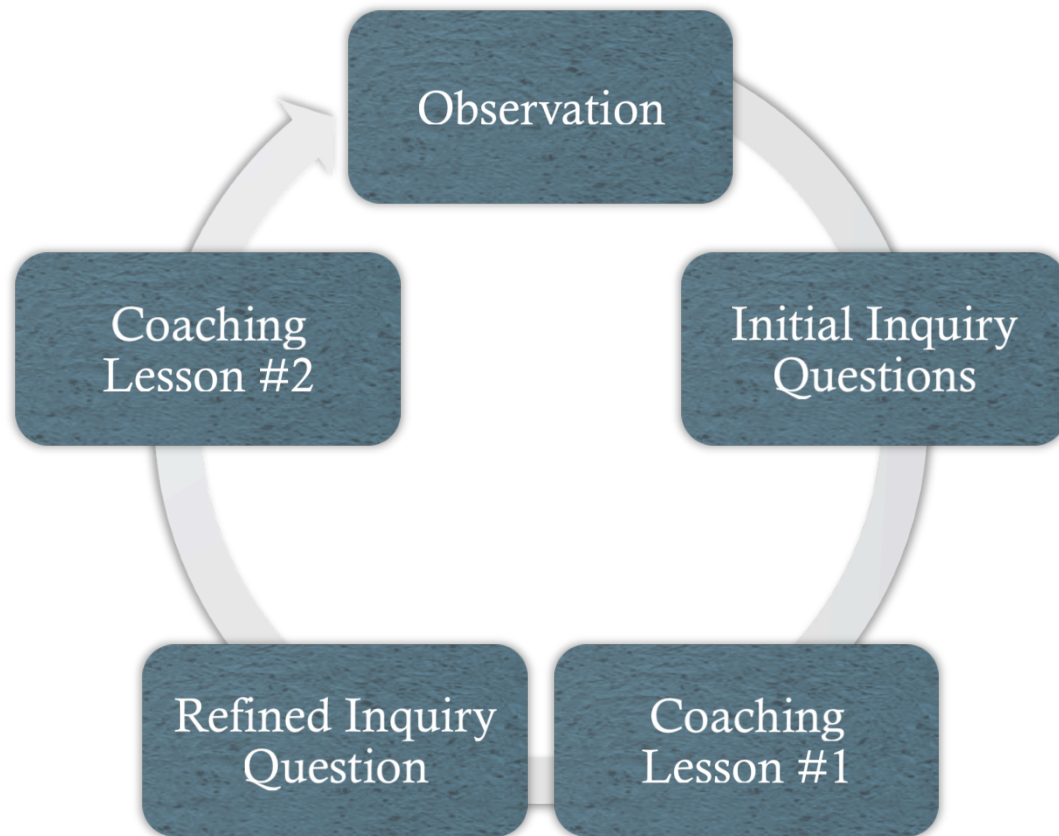 Observation
Initial Inquiry
Questions
Coaching
Lesson #1
Refined Inquiry
Question
Coaching
Lesson #2